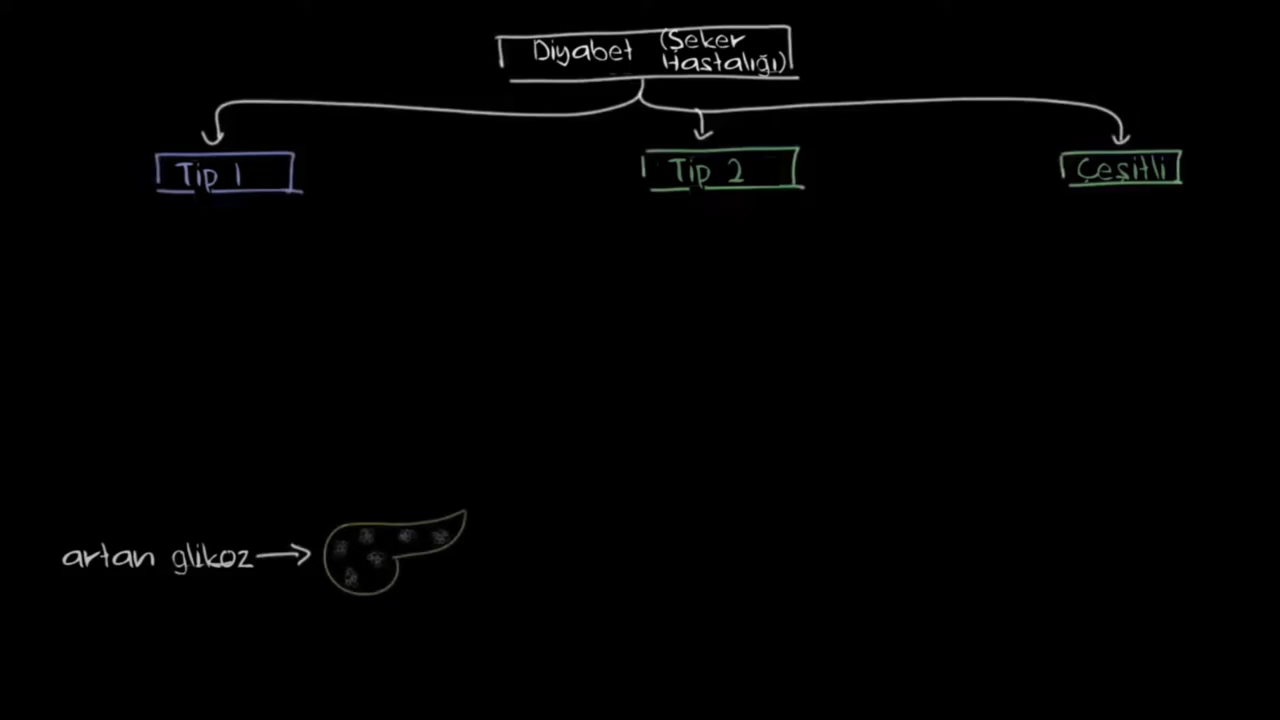 Diyabet (Şeker
Hastalığı)
Tip 1
Tip 2
Çeşitli
artan glikoz